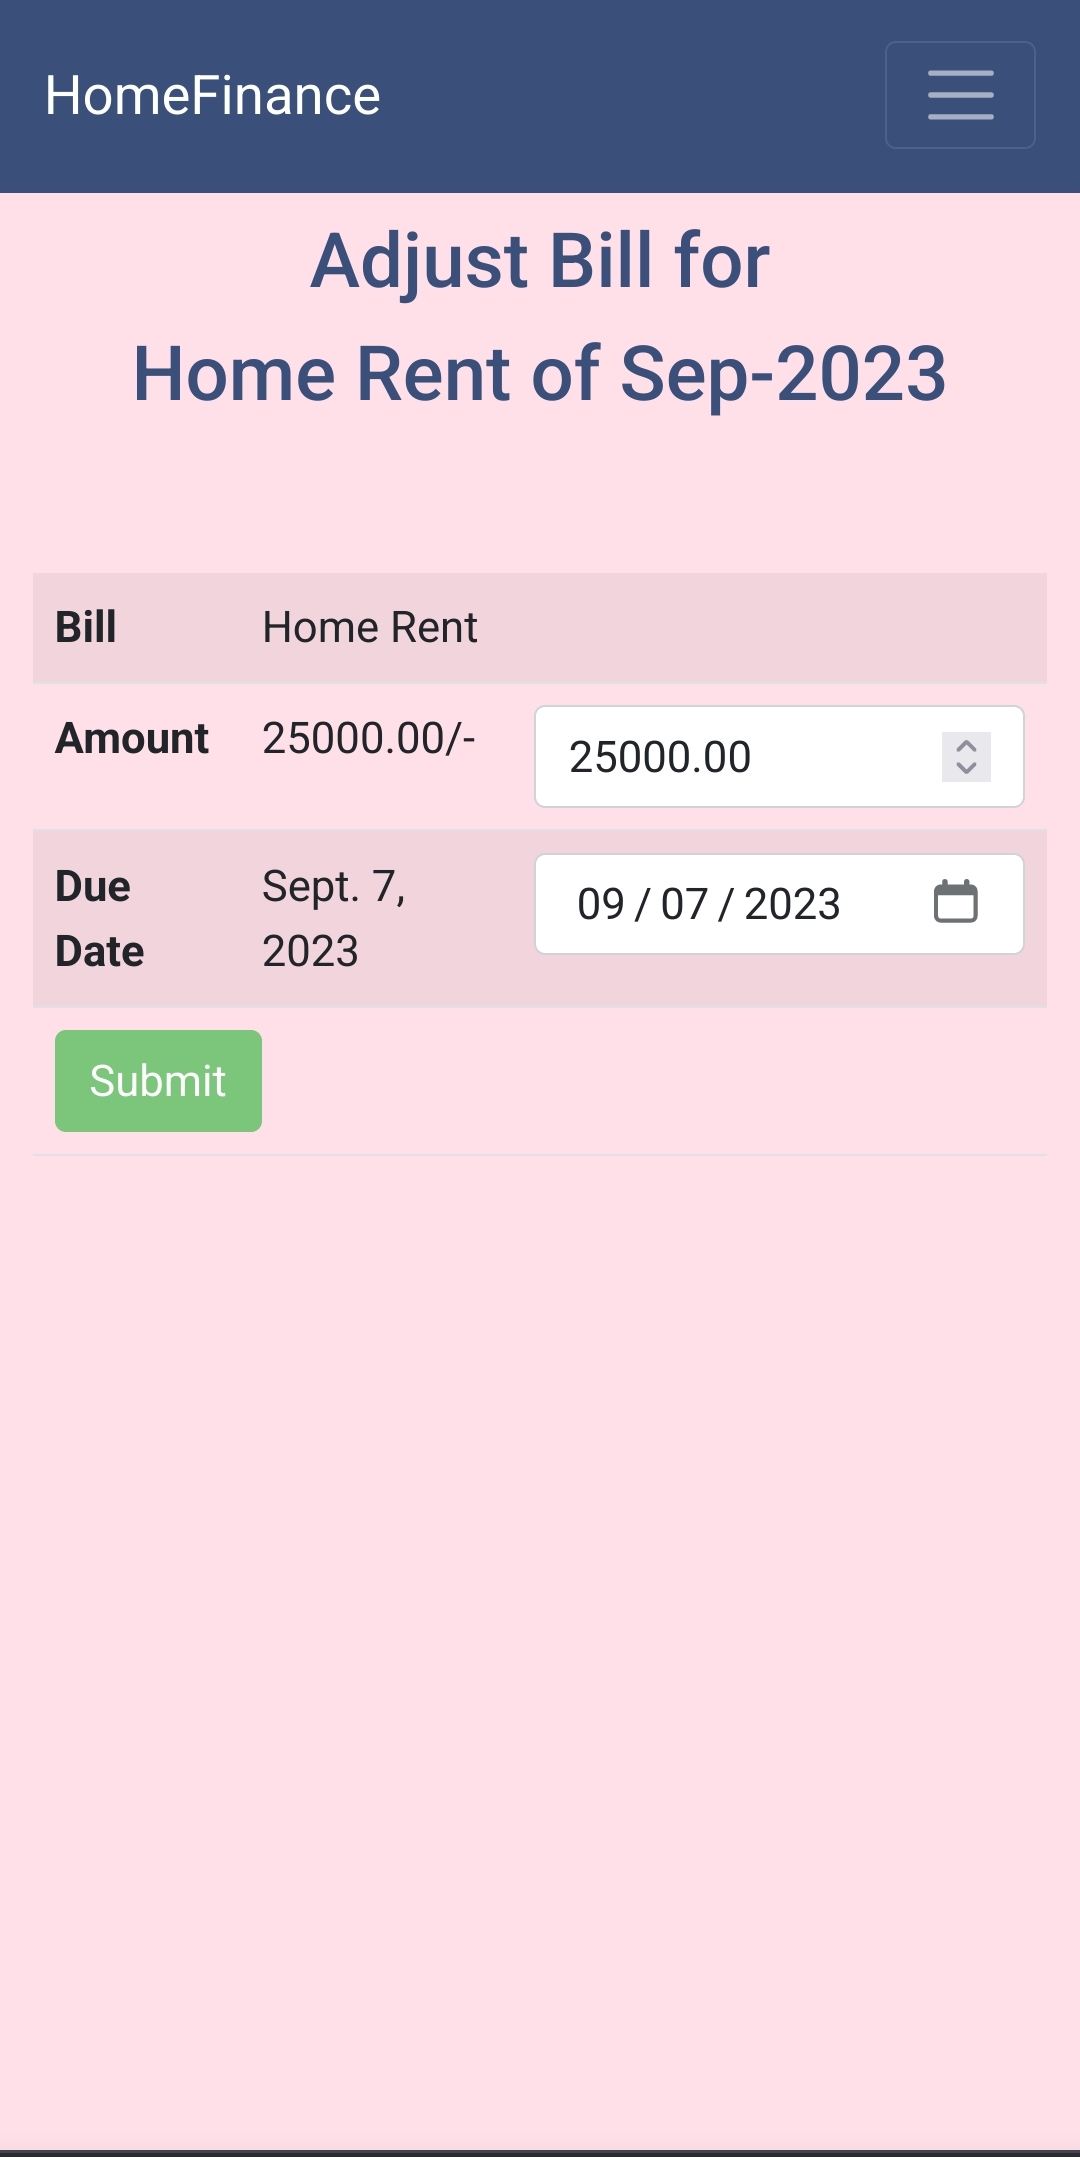 HomeFinance
Adjust Bill for
Home Rent of Sep-2023
Bill Home Rent
Amount 25000.00/- 25000.00
Due Date Sept. 7, 2023 09 / 07 / 2023
Submit